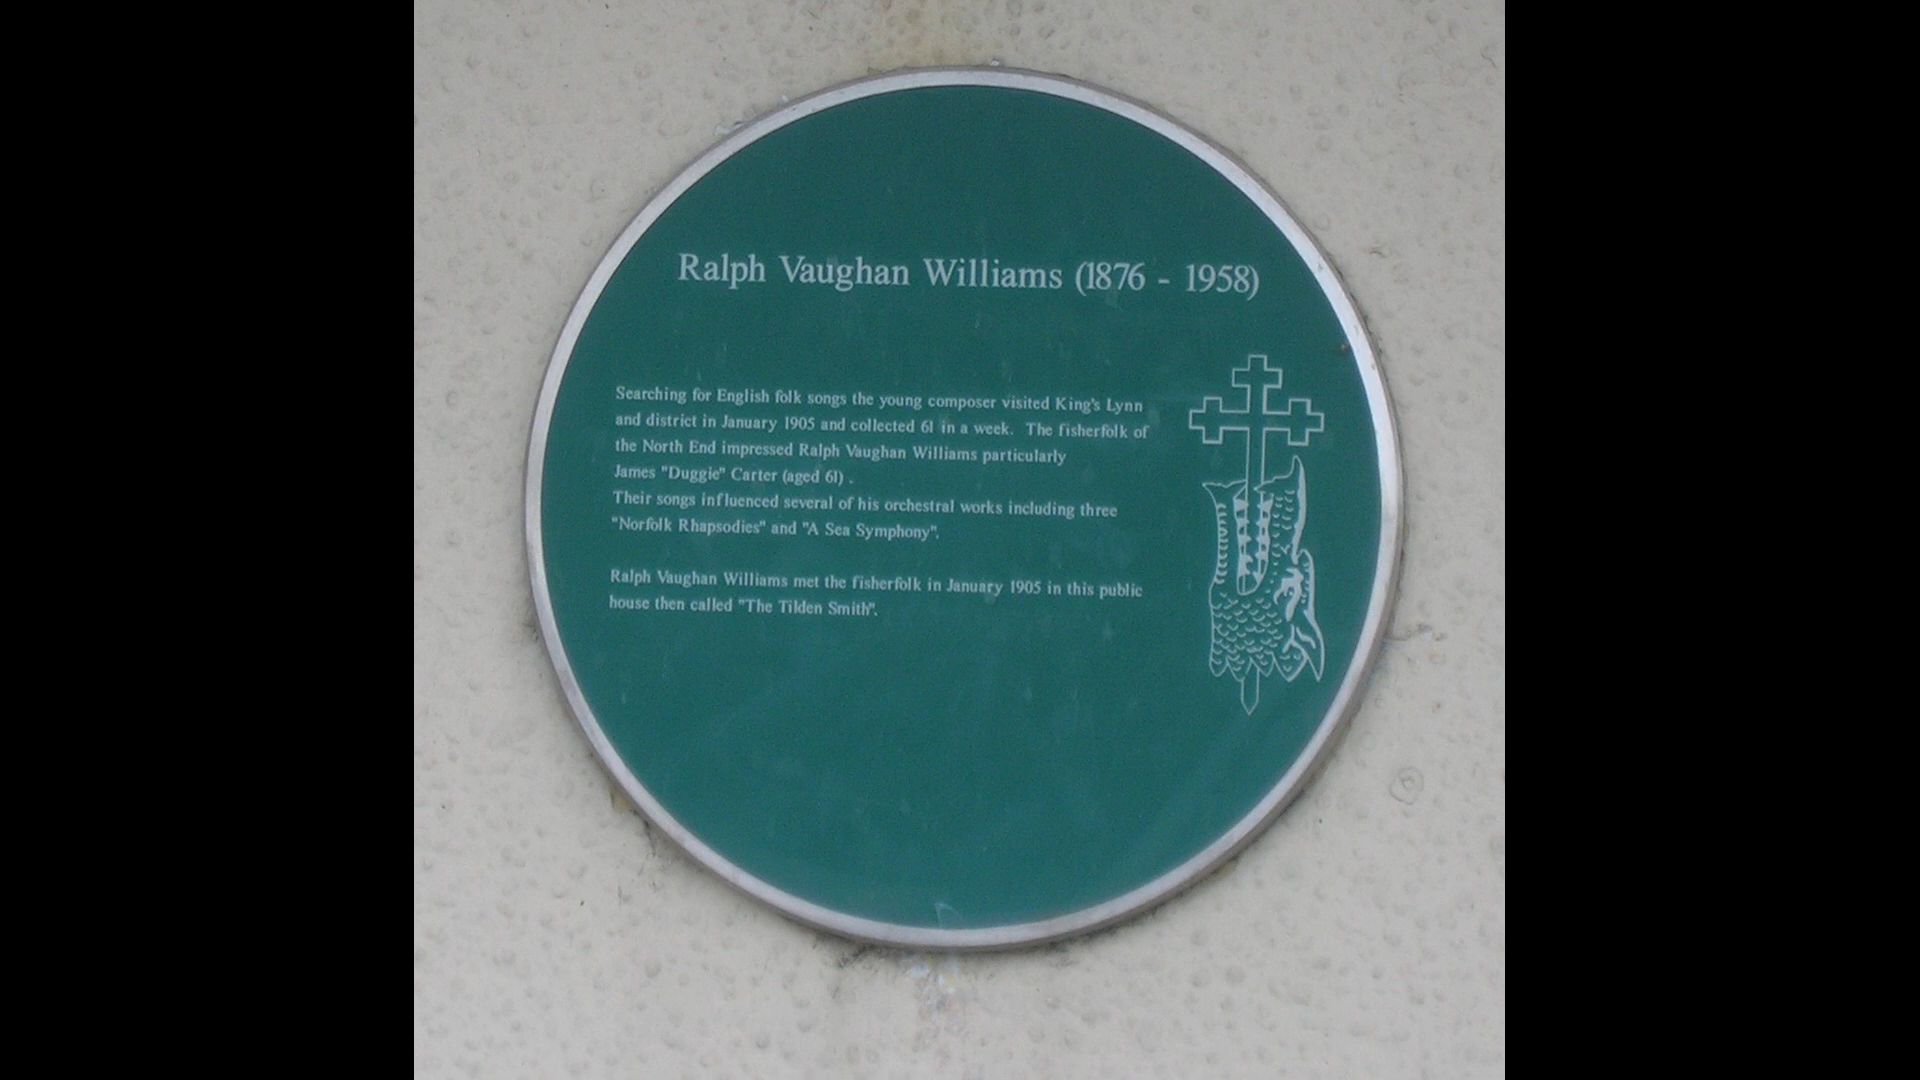 Ralph Vaughan Williams (1876 - 1958)
Searching for English folk songs the young composer visited King's Lynn
and district in January 1905 and collected 61 in a week. The fisherfolk of
the North End impressed Ralph Vaughan Williams particularly
James "Duggie" Carter (aged 61) .
Their songs influenced several of his orchestral works including three
"Norfolk Rhapsodies" and "A Sea Symphony".
Ralph Vaughan Williams met the fisherfolk in January 1905 in this public
house then called "The Tilden Smith".